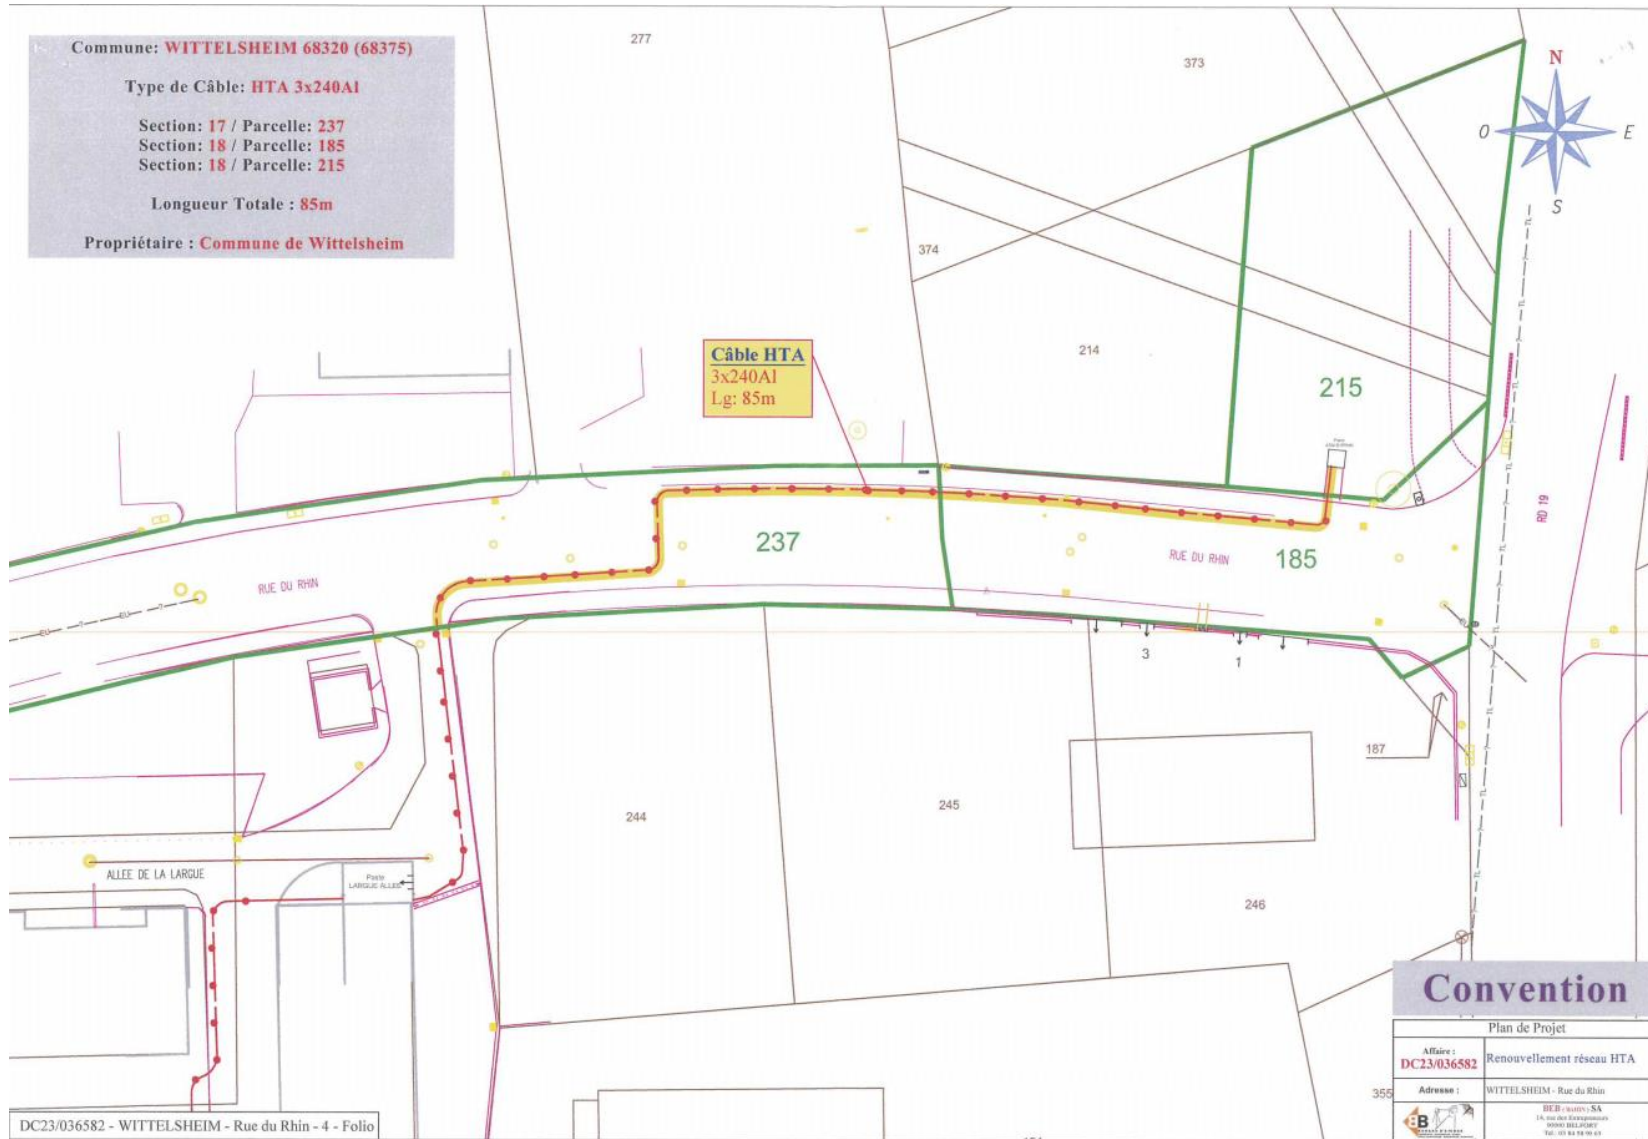 Commune: WITTELSHEIM 68320 (68375)
Type de Câble: HTA 3x240Al
Section: 17 / Parcelle: 237
Section: 18 / Parcelle: 185
Section: 18 / Parcelle: 215
Longueur Totale : 85m
Propriétaire : Commune de Wittelsheim
277
373
N
O
E
S
374
214
215
Câble HTA
3x240Al
Lg: 85m
237
185
RUE DU RHIN
RUE DU RHIN
RD 19
3
1
187
244
245
246
ALLEE DE LA LARGUE
Poste
LARGUE ALLEE
355
Convention
Plan de Projet
Affaire :
DC23/036582
Renouvellement réseau HTA
Adresse :
WITTELSHEIM - Rue du Rhin
90000 BELFORT
DC23/036582 - WITTELSHEIM - Rue du Rhin - 4 - Folio